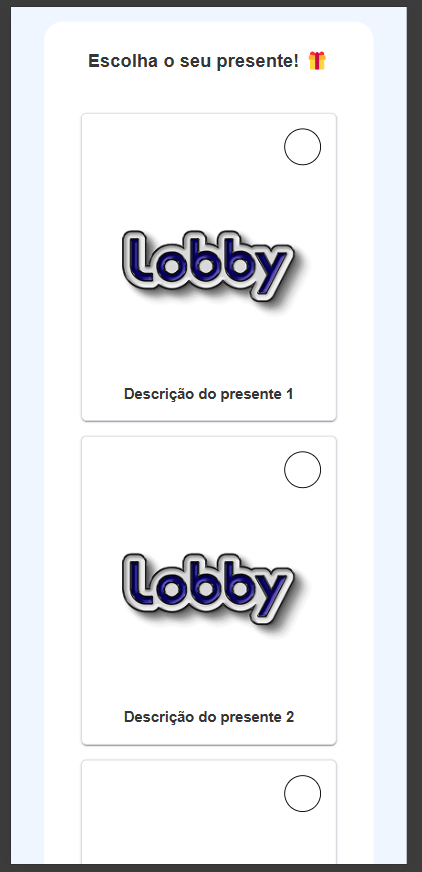 Escolha o seu presente! 🎁
Lobby
Descrição do presente 1
Lobby
Descrição do presente 2